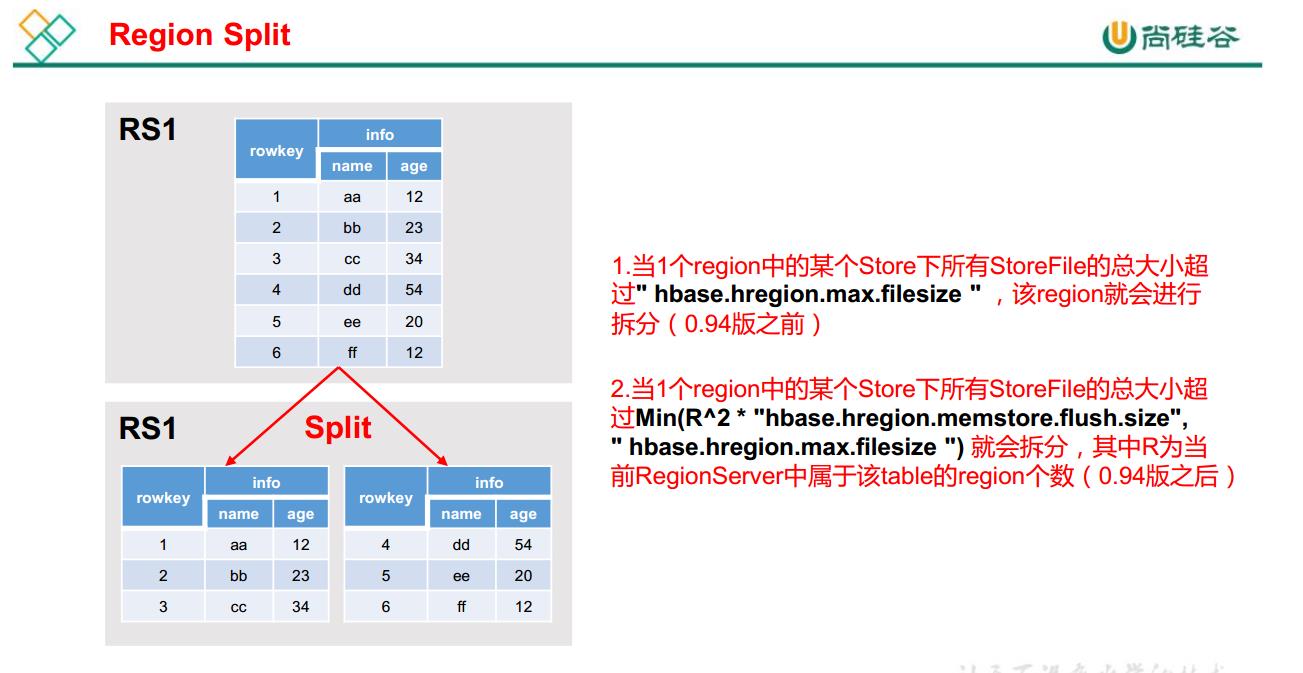 Region Split
尚硅谷
RS1
rowkey info
name age
1 aa 12
2 bb 23
3 cc 34
4 dd 54
5 ee 20
6 ff 12
RS1
Split
rowkey info
name age
1 aa 12
2 bb 23
3 cc 34
rowkey info
name age
4 dd 54
5 ee 20
6 ff 12
1.当1个region中的某个Store下所有StoreFile的总大小超
过" hbase.hregion.max.filesize " ，该region就会进行
拆分（0.94版之前）
2.当1个region中的某个Store下所有StoreFile的总大小超
过Min(R^2 * "hbase.hregion.memstore.flush.size",
" hbase.hregion.max.filesize ") 就会拆分，其中R为当
前RegionServer中属于该table的region个数（0.94版之后）